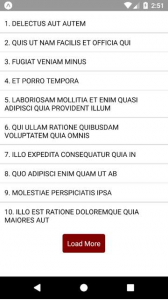 2:51
1. DELECTUS AUT AUTEM
2. QUIS UT NAM FACILIS ET OFFICIA QUI
3. FUGIAT VENIAM MINUS
4. ET PORRO TEMPORA
5. LABORIOSAM MOLLITIA ET ENIM QUASI
ADIPISCI QUIA PROVIDENT ILLUM
6. QUI ULLAM RATIONE QUIBUSDAM
VOLUPTATEM QUIA OMNIS
7. ILLO EXPEDITA CONSEQUATUR QUIA IN
8. QUO ADIPISCI ENIM QUAM UT AB
9. MOLESTIAE PERSPICIATIS IPSA
10. ILLO EST RATIONE DOLOREMQUE QUIA
MAIORES AUT
Load More